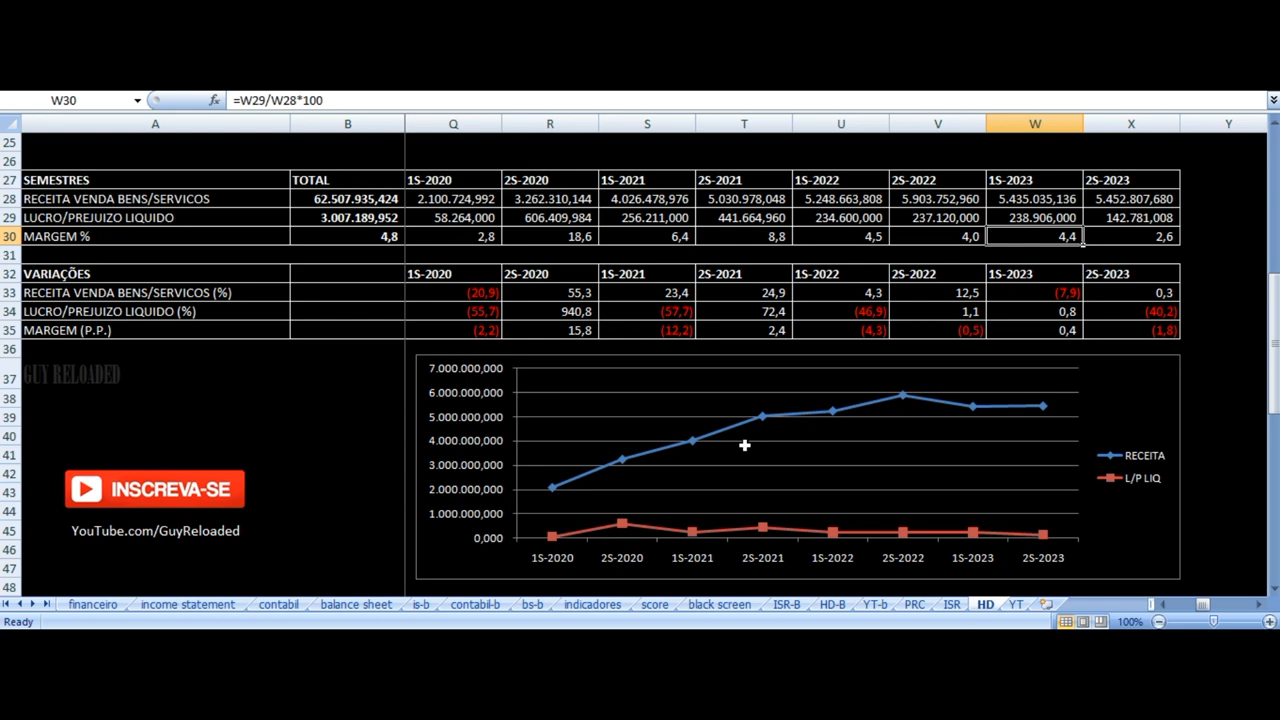 W30 =W29/W28*100
A B Q R S T U V W X Y
25
26
27 SEMESTRES TOTAL 1S-2020 2S-2020 1S-2021 2S-2021 1S-2022 2S-2022 1S-2023 2S-2023
28 RECEITA VENDA BENS/SERVICOS 62.507.935,424 2.100.724,992 3.262.310,144 4.026.478,976 5.030.978,048 5.248.663,808 5.903.752,960 5.435.035,136 5.452.807,680
29 LUCRO/PREJUIZO LIQUIDO 3.007.189,952 58.264,000 606.409,984 256.211,000 441.664,960 234.600,000 237.120,000 238.906,000 142.781,008
30 MARGEM % 4,8 2,8 18,6 6,4 8,8 4,5 4,0 4,4 2,6
31
32 VARIAÇÕES 1S-2020 2S-2020 1S-2021 2S-2021 1S-2022 2S-2022 1S-2023 2S-2023
33 RECEITA VENDA BENS/SERVICOS (%) (20,9) 55,3 23,4 24,9 4,3 12,5 (7,9) 0,3
34 LUCRO/PREJUIZO LIQUIDO (%) (55,7) 940,8 (57,7) 72,4 (46,9) 1,1 0,8 (40,2)
35 MARGEM (P.P.) (2,2) 15,8 (12,2) 2,4 (4,3) (0,5) 0,4 (1,8)
36
37 GUY RELOADED 7.000.000,000
38 6.000.000,000
39 5.000.000,000
40
41 4.000.000,000
42 3.000.000,000 RECEITA
43 INSCREVA-SE 2.000.000,000 L/P LIQ
44 1.000.000,000
45 YouTube.com/GuyReloaded
46 0,000
47 1S-2020 2S-2020 1S-2021 2S-2021 1S-2022 2S-2022 1S-2023 2S-2023
48
financeiro income statement contabil balance sheet is-b contabil-b bs-b indicadores score black screen ISR-B HD-B YT-b PRC ISR HD YT
Ready 100%